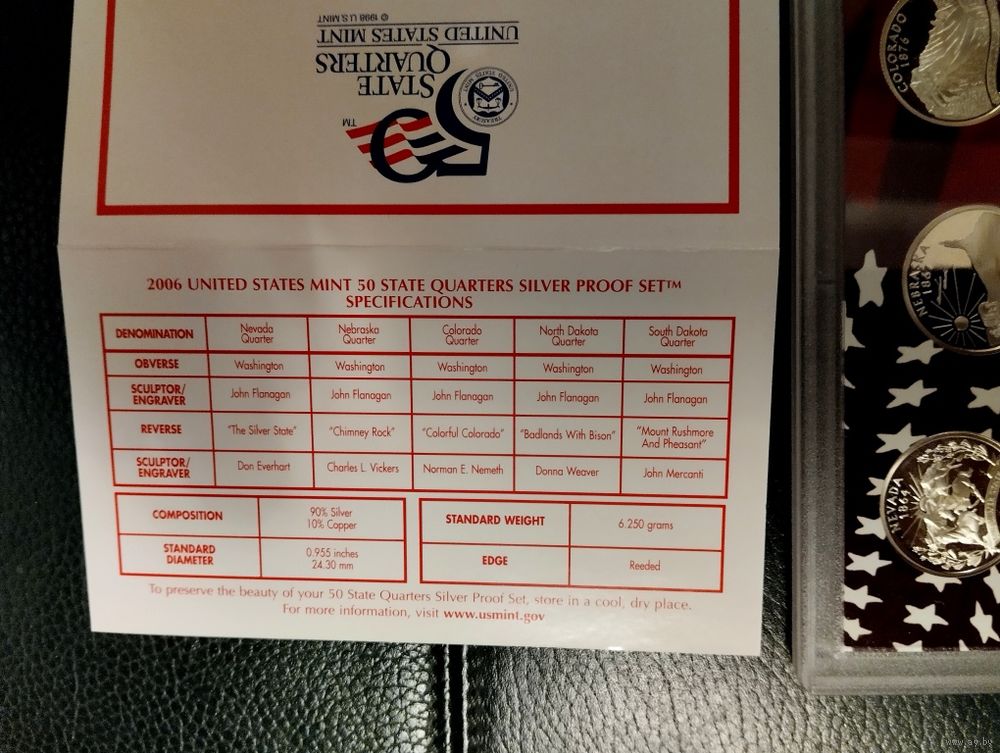 © 1998 U.S. MINT
UNITED STATES MINT
STATE
QUARTERS
50
TM
2006 UNITED STATES MINT 50 STATE QUARTERS SILVER PROOF SET™
SPECIFICATIONS
DENOMINATION Nevada Quarter Nebraska Quarter Colorado Quarter North Dakota Quarter South Dakota Quarter
OBVERSE Washington Washington Washington Washington Washington
SCULPTOR/ENGRAVER John Flanagan John Flanagan John Flanagan John Flanagan John Flanagan
REVERSE "The Silver State" "Chimney Rock" "Colorful Colorado" "Badlands With Bison" "Mount Rushmore And Pheasant"
SCULPTOR/ENGRAVER Don Everhart Charles L. Vickers Norman E. Nemeth Donna Weaver John Mercanti
COMPOSITION 90% Silver 10% Copper
STANDARD DIAMETER 0.955 inches 24.30 mm
STANDARD WEIGHT 6.250 grams
EDGE Reeded
To preserve the beauty of your 50 State Quarters Silver Proof Set, store in a cool, dry place.
For more information, visit www.usmint.gov
COLORADO
1876
NEBRASKA
NEVADA
1864
www.ay.by